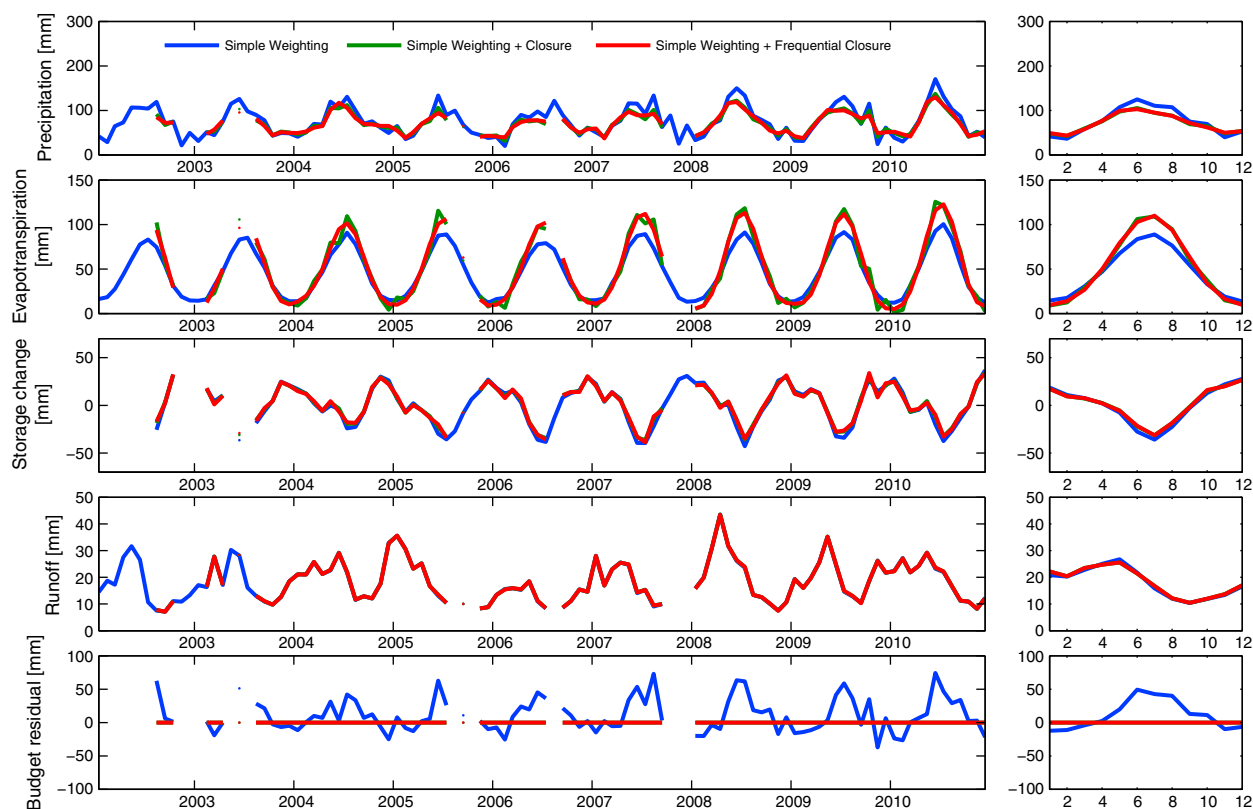 Precipitation [mm]
300
200
100
0
Simple Weighting
Simple Weighting + Closure
Simple Weighting + Frequential Closure
2003 2004 2005 2006 2007 2008 2009 2010
300
200
100
0
2 4 6 8 10 12
Evapotranspiration
[mm]
150
100
50
0
2003 2004 2005 2006 2007 2008 2009 2010
150
100
50
0
2 4 6 8 10 12
Storage change
[mm]
50
0
−50
2003 2004 2005 2006 2007 2008 2009 2010
50
0
−50
2 4 6 8 10 12
Runoff [mm]
50
40
30
20
10
0
2003 2004 2005 2006 2007 2008 2009 2010
50
40
30
20
10
0
2 4 6 8 10 12
Budget residual [mm]
100
50
0
−50
−100
2003 2004 2005 2006 2007 2008 2009 2010
100
50
0
−50
−100
2 4 6 8 10 12